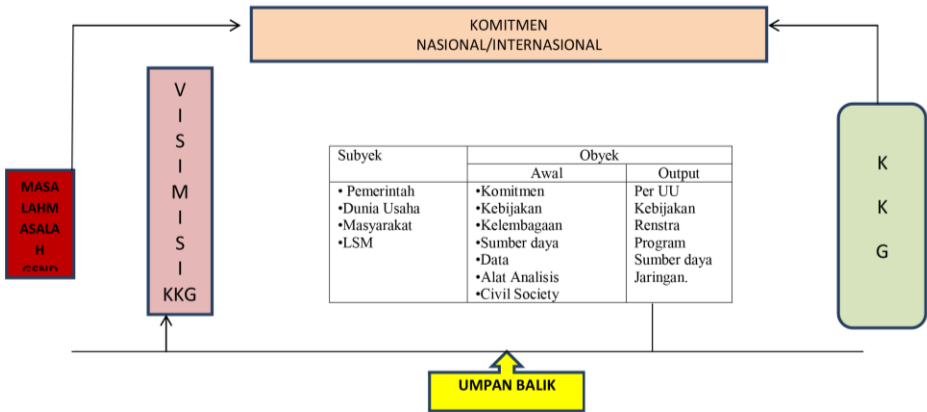 KOMITMEN
NASIONAL/INTERNASIONAL
MASA
LAHM
ASALA
H
V
I
S
I
M
I
S
I
KKG
Subyek
Obyek
Awal
Output
• Pemerintah
•Dunia Usaha
•Masyarakat
•LSM
•Komitmen
•Kebijakan
•Kelembagaan
•Sumber daya
•Data
•Alat Analisis
•Civil Society
Per UU
Kebijakan
Renstra
Program
Sumber daya
Jaringan.
K
K
G
UMPAN BALIK